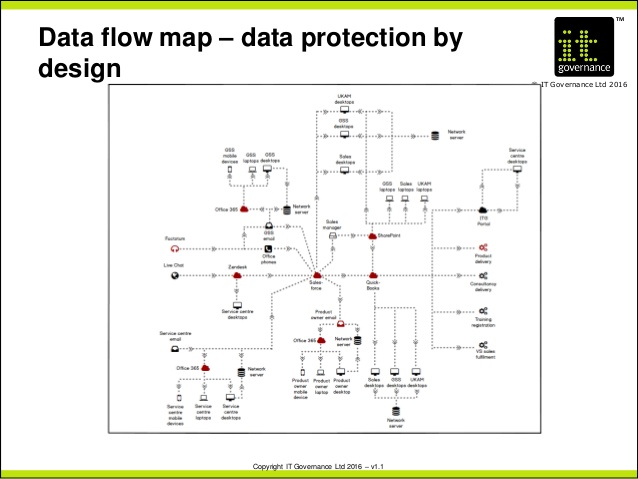 Data flow map – data protection by
design
it
governance
™
IT Governance Ltd 2016
UKAM
desktops
GSS
desktops
Sales
desktops
Network
server
Service
centre
desktops
GSS
mobile
devices
GSS
laptops
GSS
desktops
GSS
laptops
Sales
laptops
UKAM
laptops
Office 365
Network
server
ITG
Portal
GSS
email
Sales
manager
SharePoint
Office
phones
Product
delivery
Live Chat
Zendesk
Sales-
force
Quick-
Books
Consultancy
delivery
Service centre
desktops
Product
owner email
Training
registration
Service centre
email
Office 365
Network
server
VS sales
fulfilment
Office 365
Network
server
Product
owner
mobile
device
Product
owner
laptop
Product
owner
desktop
Sales
desktops
GSS
desktops
UKAM
desktops
Service
centre
mobile
devices
Service
centre
laptops
Service
centre
desktops
Network
server
Copyright IT Governance Ltd 2016 – v1.1